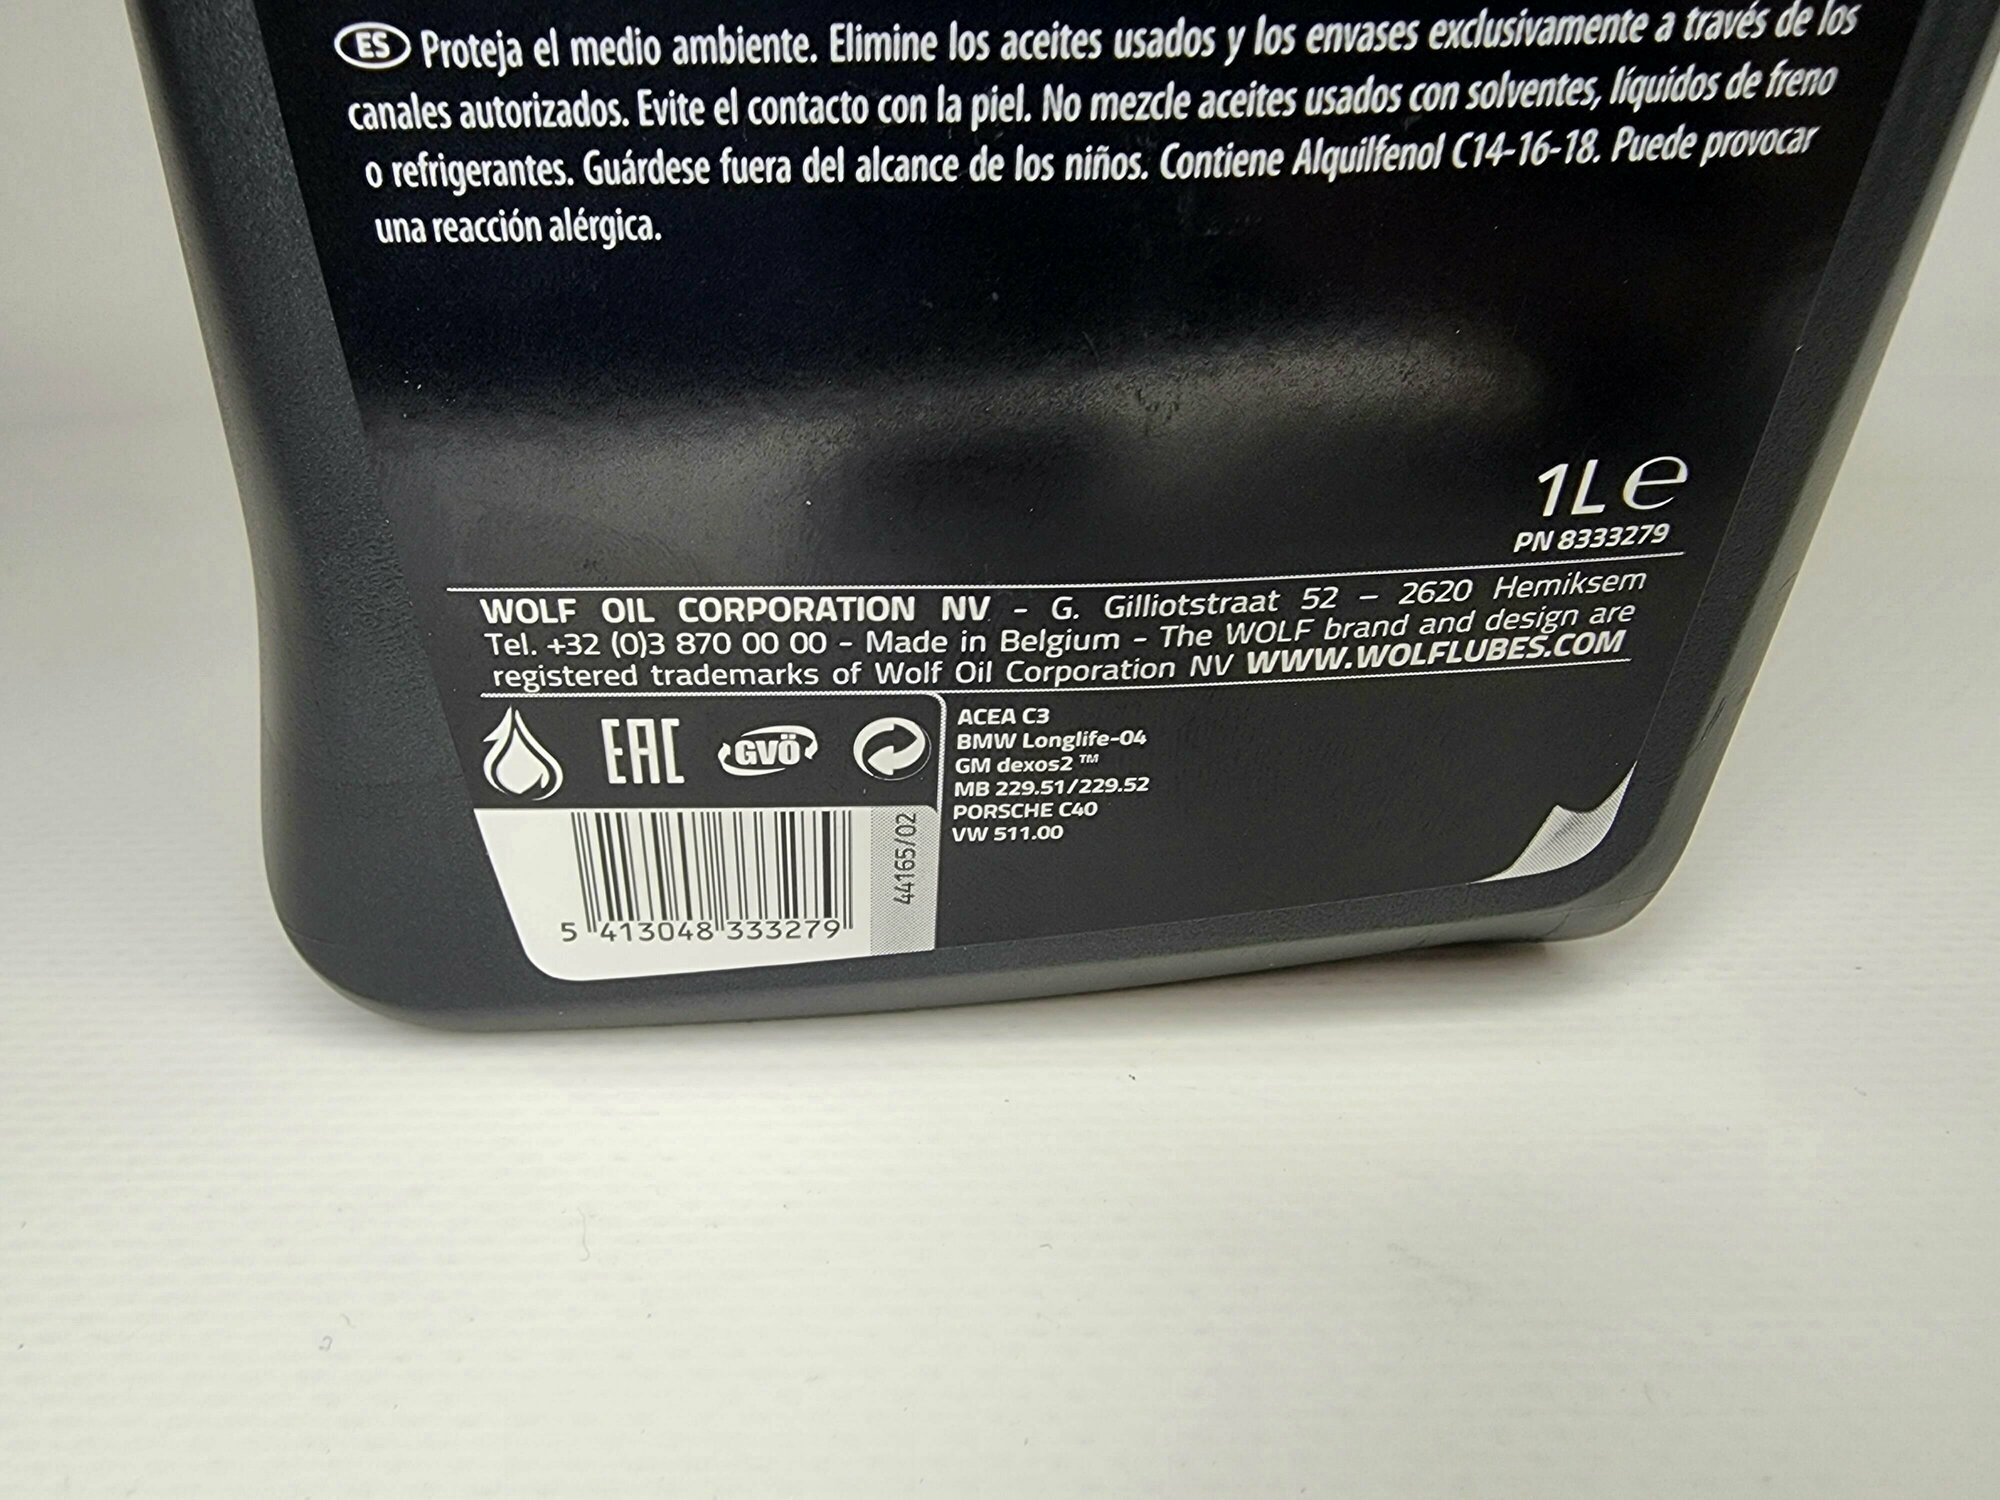 ES Proteja el medio ambiente. Elimine los aceites usados y los envases exclusivamente a través de los
canales autorizados. Evite el contacto con la piel. No mezcle aceites usados con solventes, líquidos de freno
o refrigerantes. Guárdese fuera del alcance de los niños. Contiene Alquilfenol C14-16-18. Puede provocar
una reacción alérgica.
1L e
PN 8333279
WOLF OIL CORPORATION NV - G. Gilliotstraat 52 – 2620 Hemiksem
Tel. +32 (0)3 870 00 00 - Made in Belgium - The WOLF brand and design are
registered trademarks of Wolf Oil Corporation NV WWW.WOLFLUBES.COM
EAC GVÖ
ACEA C3
BMW Longlife-04
GM dexos2 ™
MB 229.51/229.52
PORSCHE C40
VW 511.00
44165/02
5 413048 333279